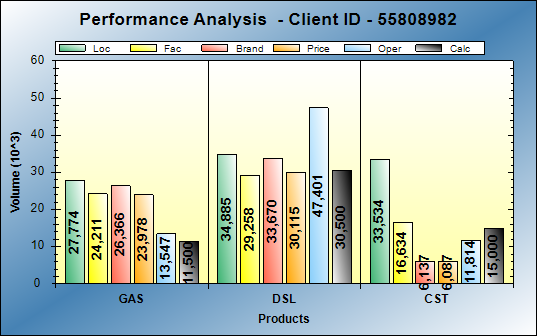 Performance Analysis - Client ID - 55808982
Loc Fac Brand Price Oper Calc
Volume (10^3)
60
50
40
30
20
10
0
27,774 24,211 26,366 23,978 13,547 11,500
34,885 29,258 33,670 30,115 47,401 30,500
33,534 16,634 6,137 6,087 11,814 15,000
GAS DSL CST
Products